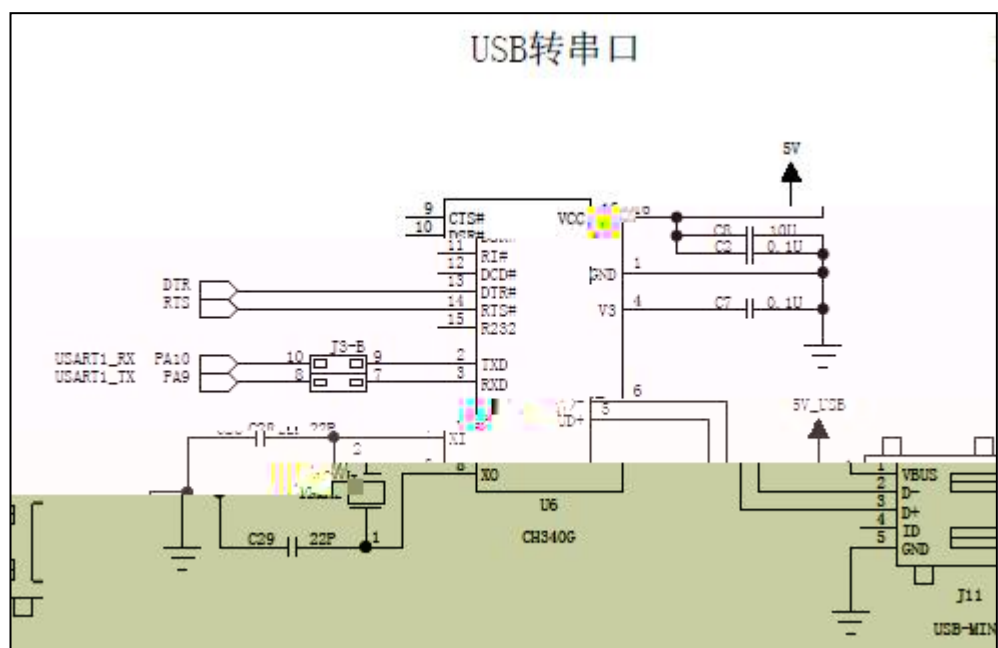 USB转串口
5V
9 CTS# VCC
10
C2 0.1U
11 RI#
12 DCD# GND 1
DTR 13 DTR#
RTS 14 RTS# V3 4 C7 0.1U
15 R232
J3-B
USART1_RX PA10 10 9 2 TXD
USART1_TX PA9 8 7 3 RXD
6
UD+
5V_USB
22P
XI
2
8 XO
1 VBUS
2 D-
3 D+
4 ID
5 GND
U6
C29 22P 1
CH340G
J11
USB-MIN